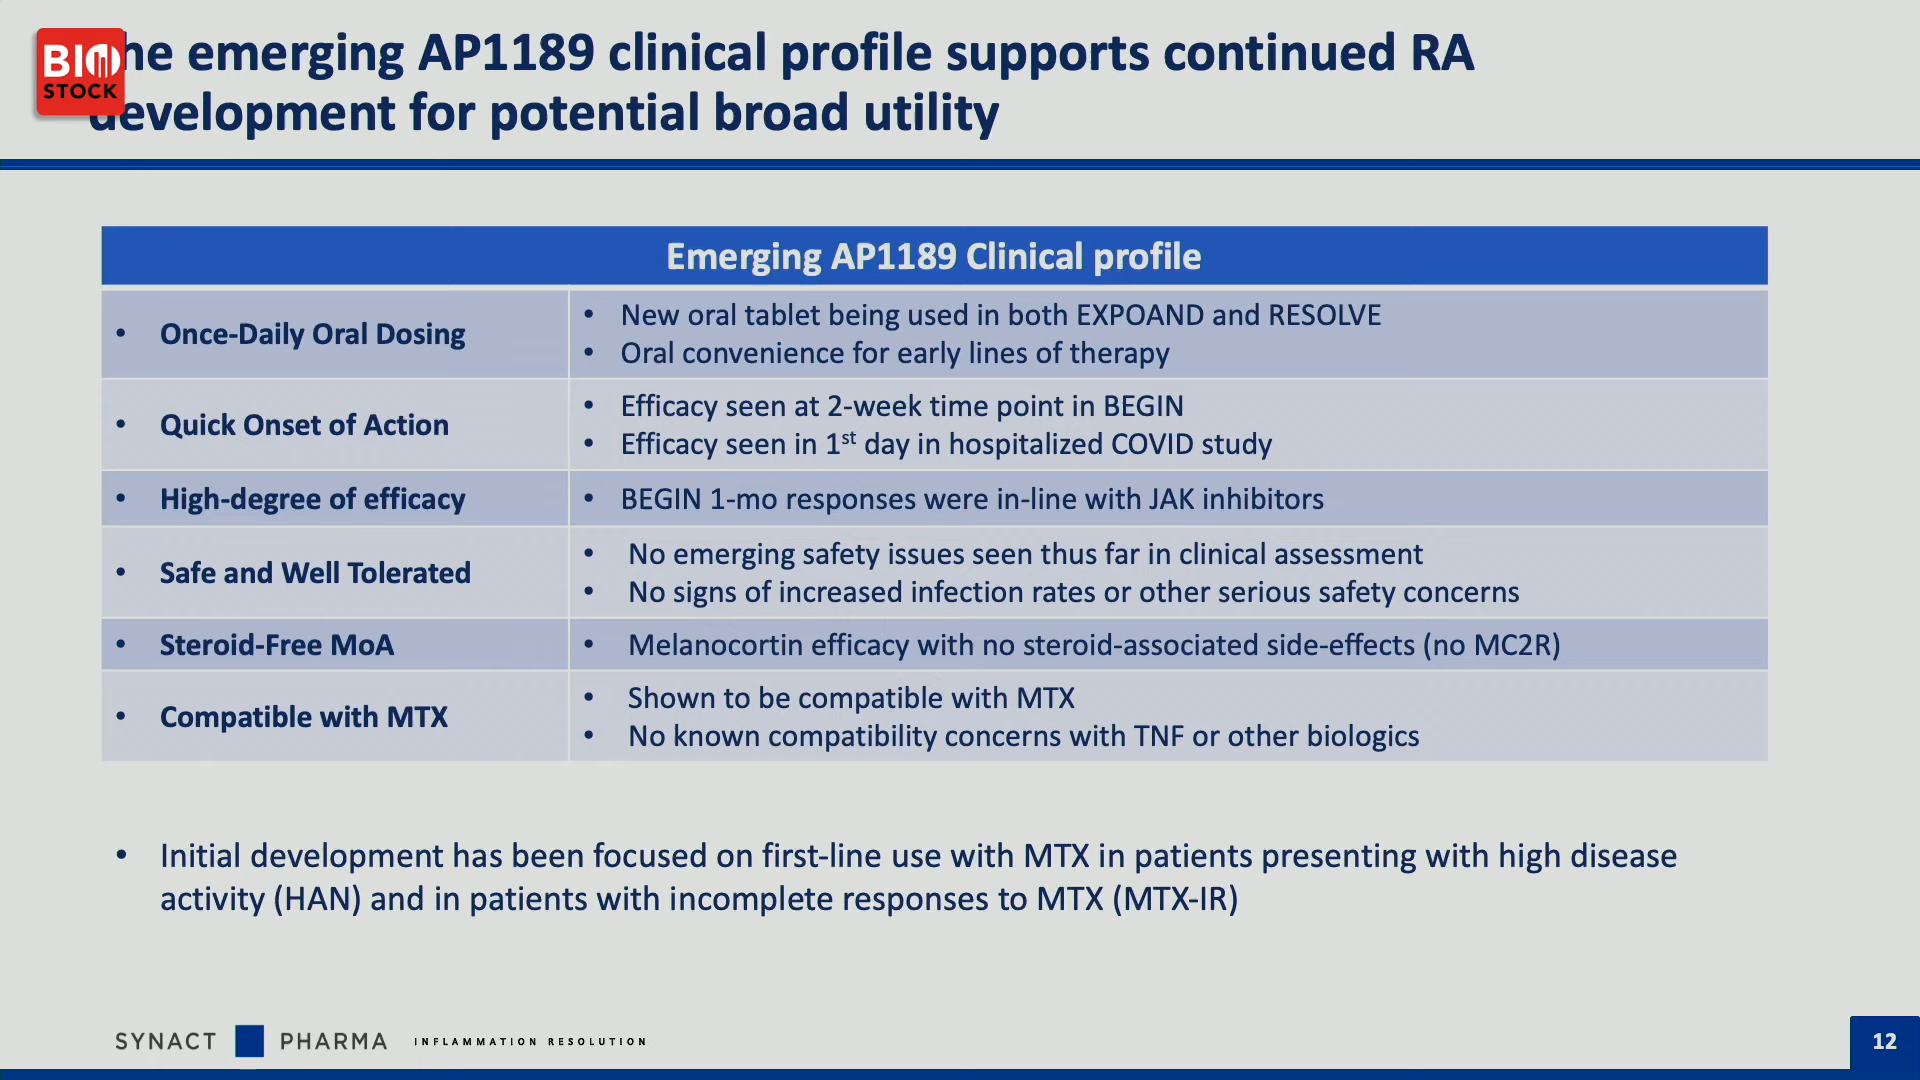 BIO
STOCK
he emerging AP1189 clinical profile supports continued RA
development for potential broad utility
Emerging AP1189 Clinical profile
• Once-Daily Oral Dosing
• New oral tablet being used in both EXPOAND and RESOLVE
• Oral convenience for early lines of therapy
• Quick Onset of Action
• Efficacy seen at 2-week time point in BEGIN
• Efficacy seen in 1st day in hospitalized COVID study
• High-degree of efficacy
• BEGIN 1-mo responses were in-line with JAK inhibitors
• Safe and Well Tolerated
• No emerging safety issues seen thus far in clinical assessment
• No signs of increased infection rates or other serious safety concerns
• Steroid-Free MoA
• Melanocortin efficacy with no steroid-associated side-effects (no MC2R)
• Compatible with MTX
• Shown to be compatible with MTX
• No known compatibility concerns with TNF or other biologics
• Initial development has been focused on first-line use with MTX in patients presenting with high disease
activity (HAN) and in patients with incomplete responses to MTX (MTX-IR)
SYNACT PHARMA INFLAMMATION RESOLUTION
12